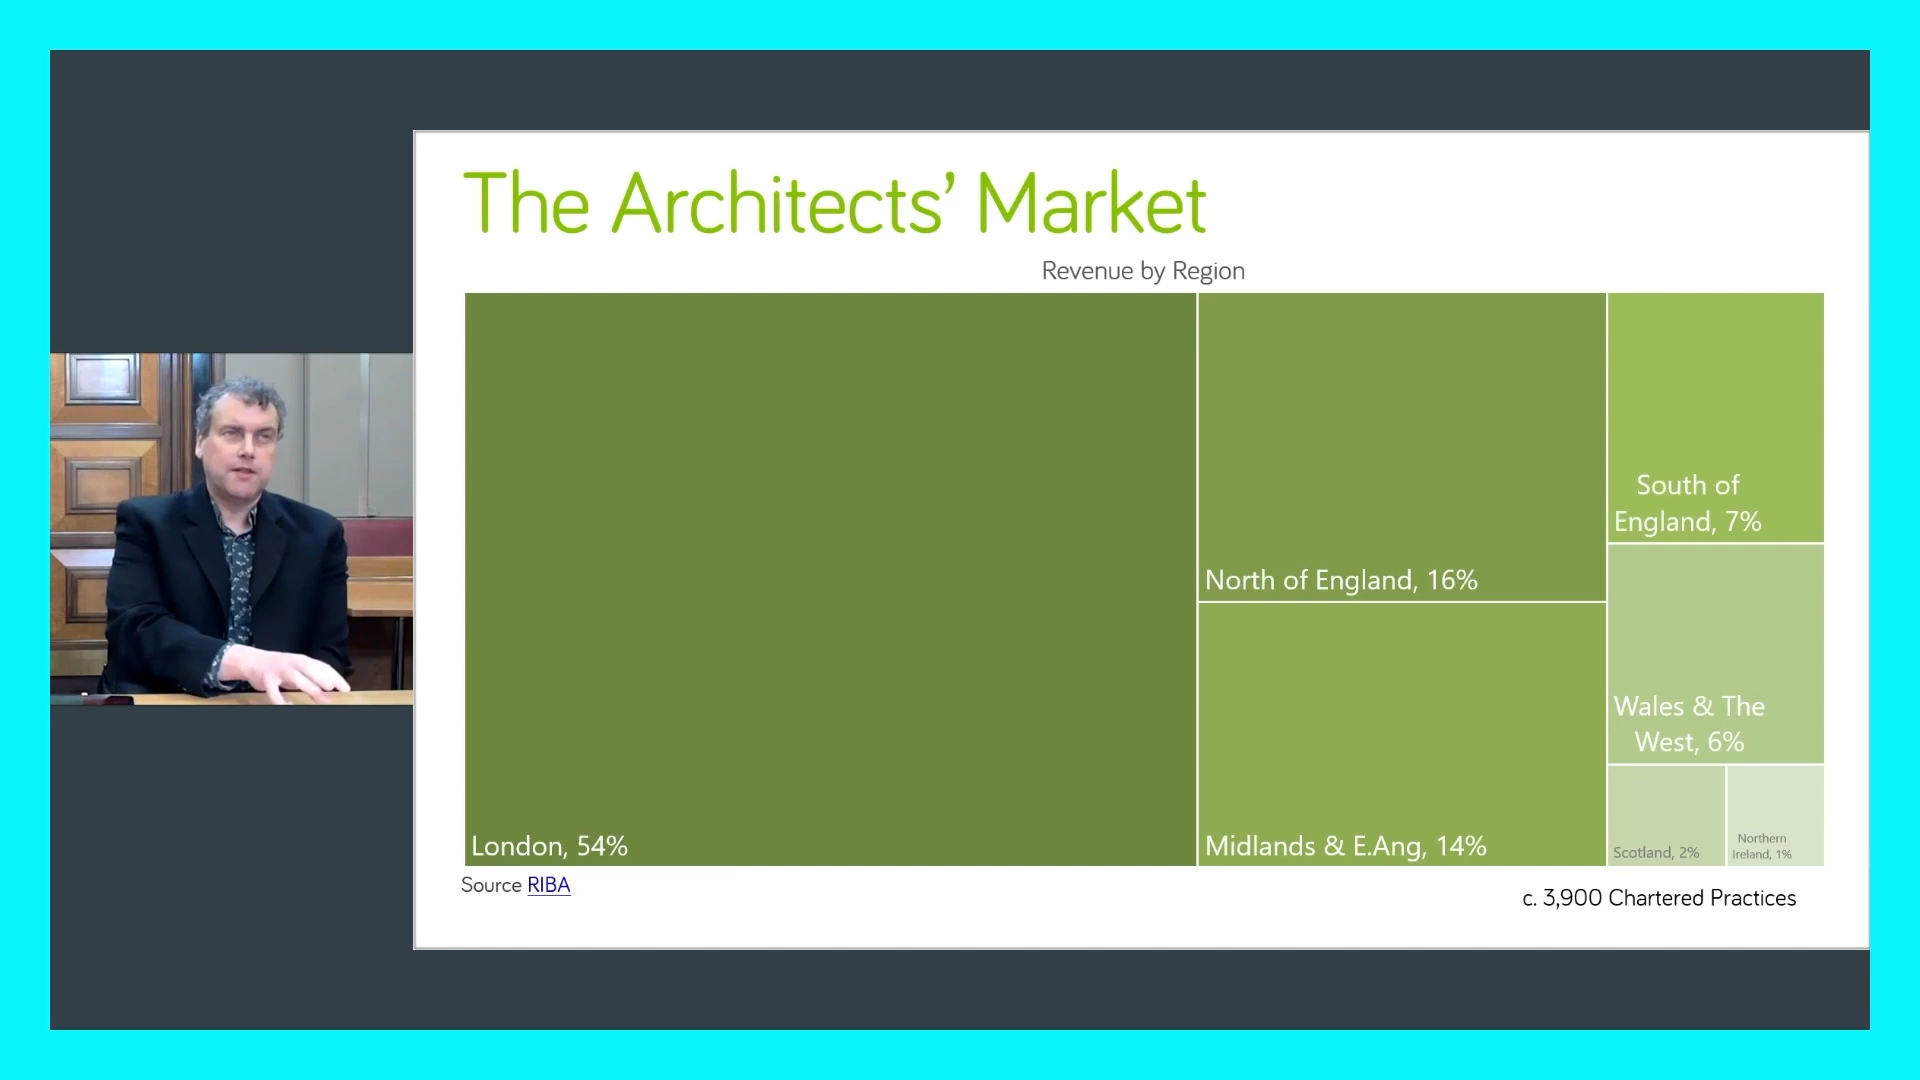 The Architects’ Market
Revenue by Region
London, 54%
North of England, 16%
Midlands & E.Ang, 14%
South of
England, 7%
Wales & The
West, 6%
Scotland, 2%
Northern
Ireland, 1%
Source RIBA
c. 3,900 Chartered Practices